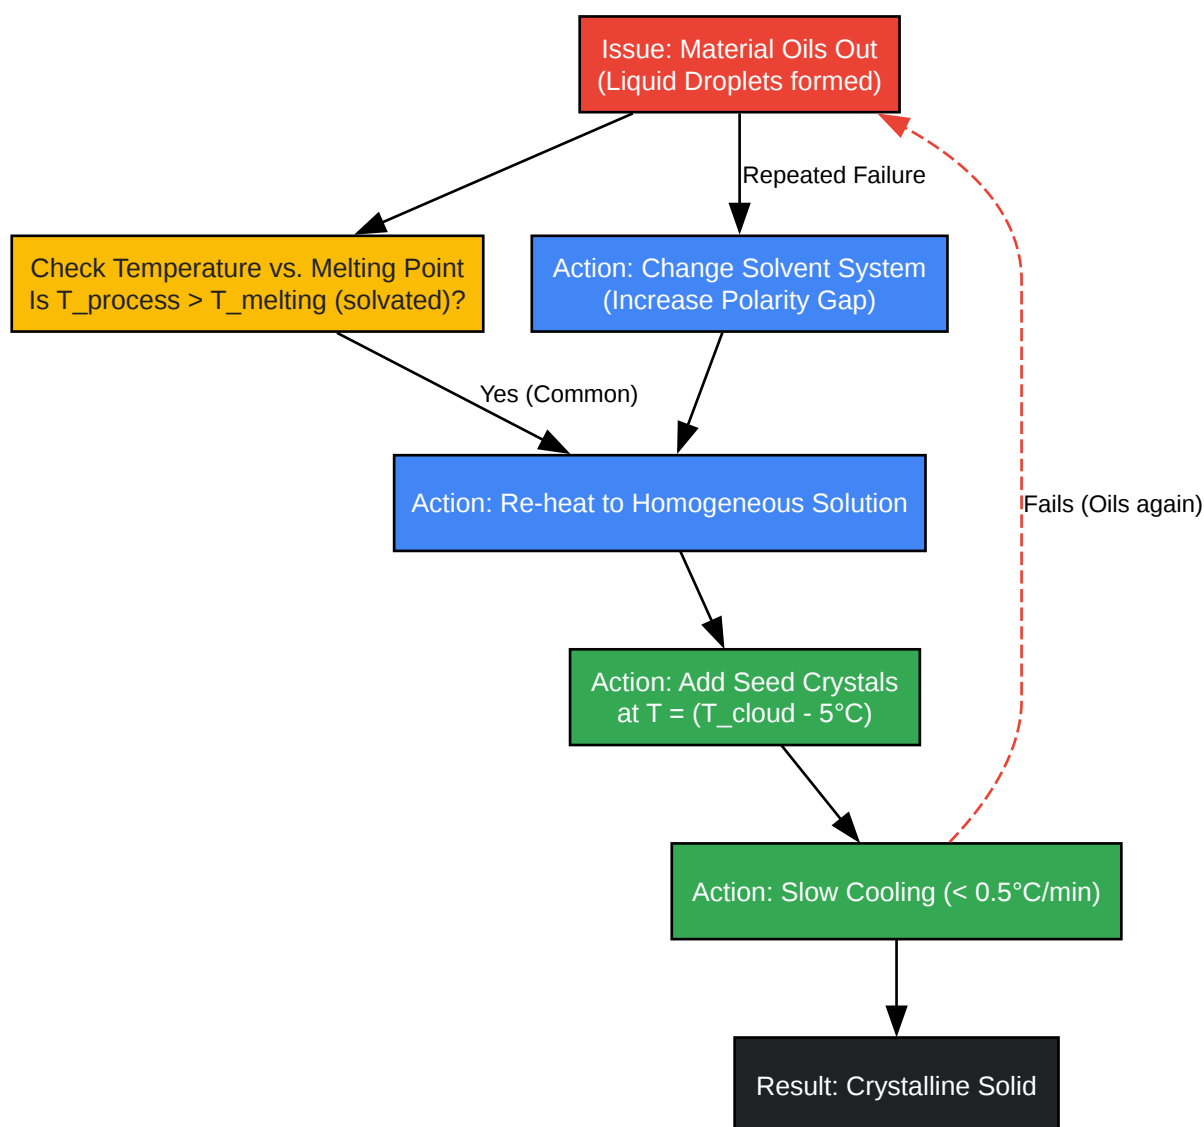 Issue: Material Oils Out
(Liquid Droplets formed)
Repeated Failure
Check Temperature vs. Melting Point
Is T_process > T_melting (solvated)?
Action: Change Solvent System
(Increase Polarity Gap)
Yes (Common)
Action: Re-heat to Homogeneous Solution
Fails (Oils again)
Action: Add Seed Crystals
at T = (T_cloud - 5°C)
Action: Slow Cooling (< 0.5°C/min)
Result: Crystalline Solid